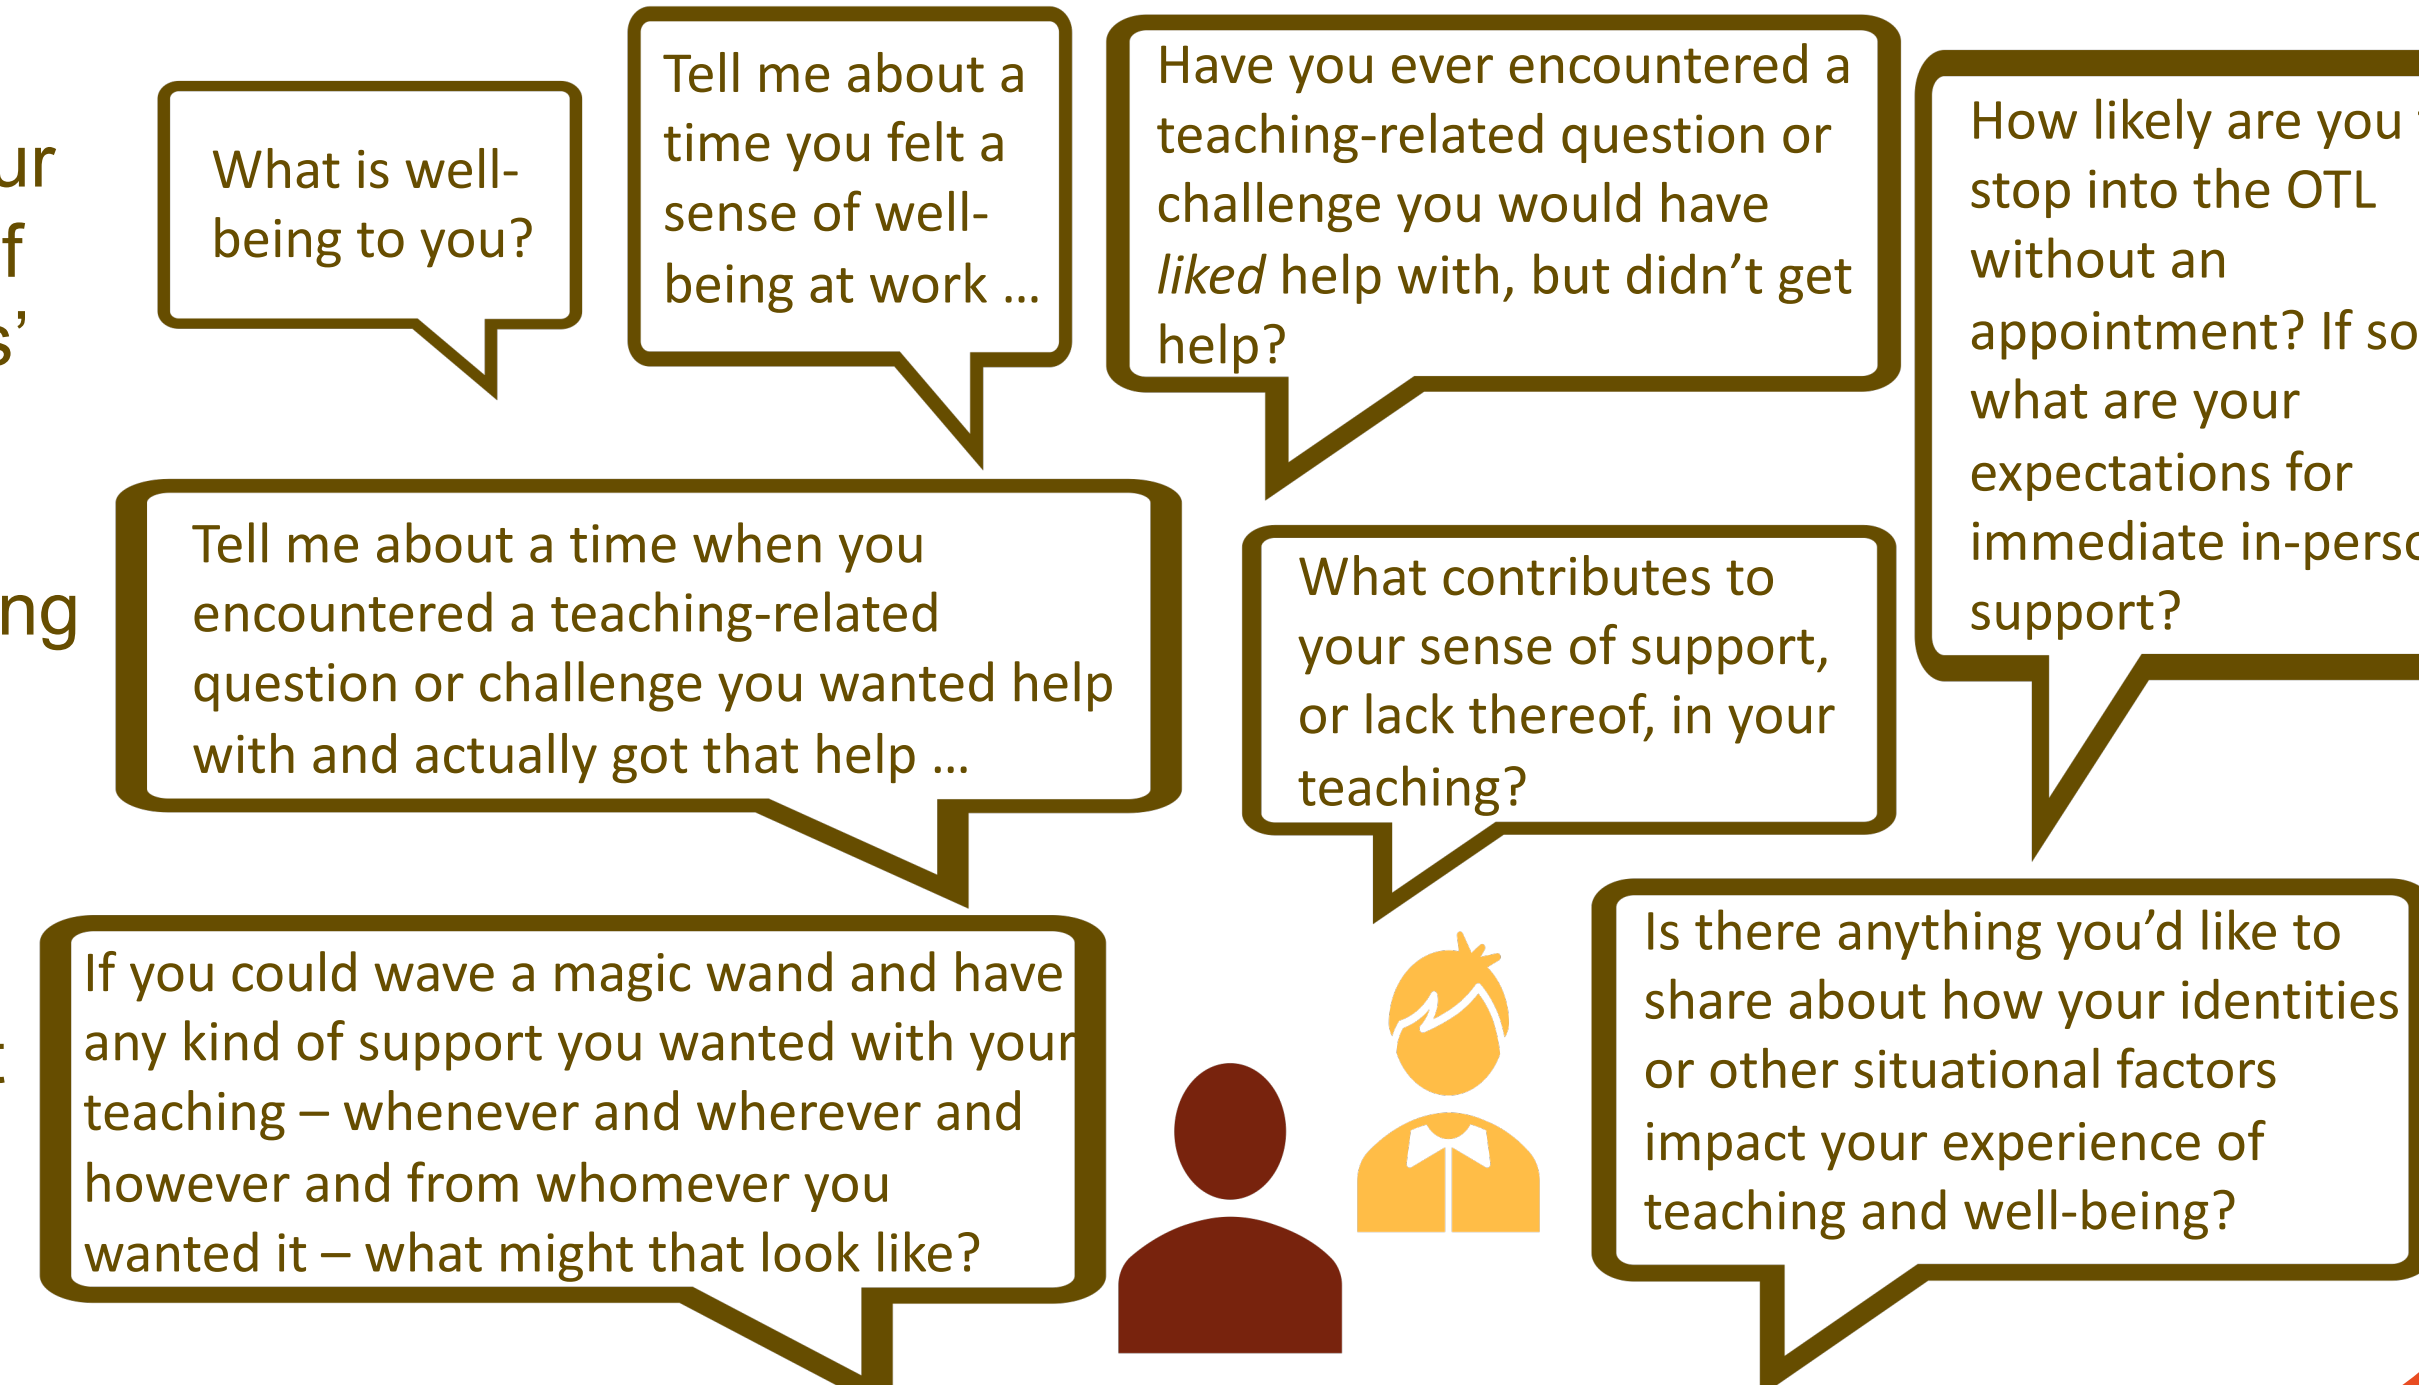 ur
f
s’
ng
t
What is well-
being to you?
Tell me about a
time you felt a
sense of well-
being at work ...
Have you ever encountered a
teaching-related question or
challenge you would have
liked help with, but didn’t get
help?
How likely are you
stop into the OTL
without an
appointment? If so
what are your
expectations for
immediate in-perso
support?
Tell me about a time when you
encountered a teaching-related
question or challenge you wanted help
with and actually got that help ...
What contributes to
your sense of support,
or lack thereof, in your
teaching?
If you could wave a magic wand and have
any kind of support you wanted with your
teaching – whenever and wherever and
however and from whomever you
wanted it – what might that look like?
Is there anything you’d like to
share about how your identities
or other situational factors
impact your experience of
teaching and well-being?